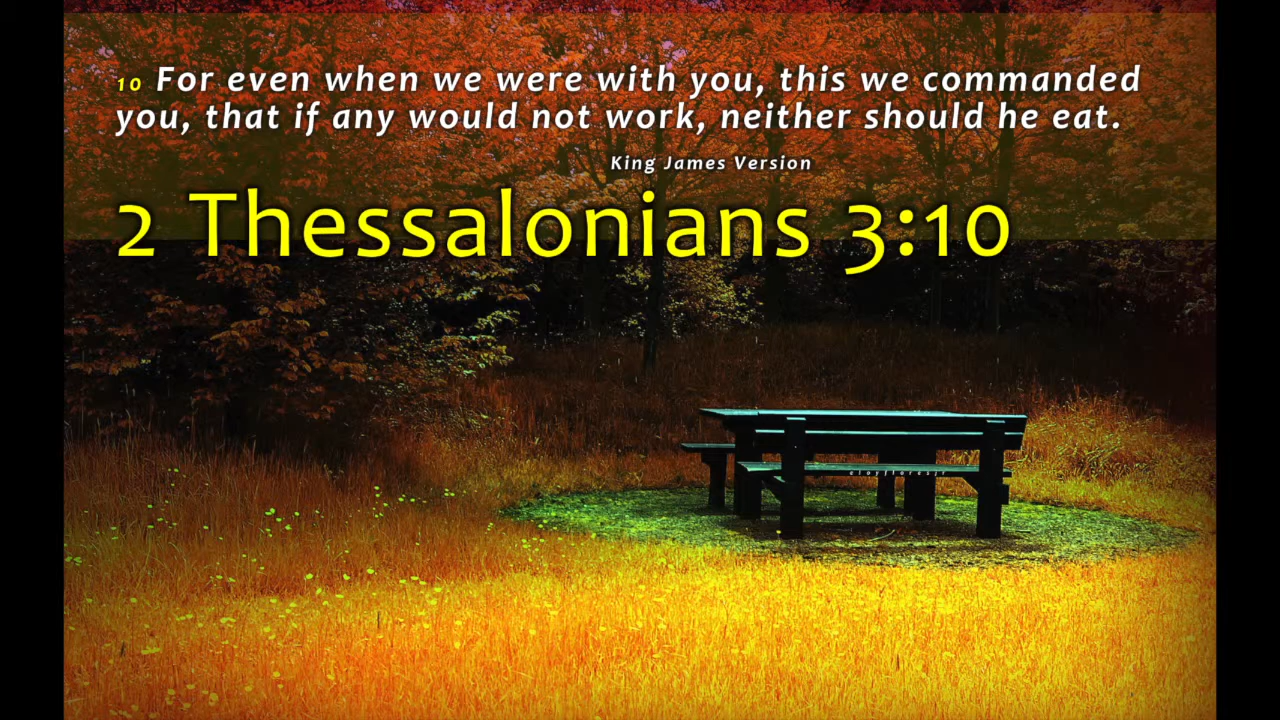 10 For even when we were with you, this we commanded
you, that if any would not work, neither should he eat.
King James Version
2 Thessalonians 3:10
eloyfloresjr